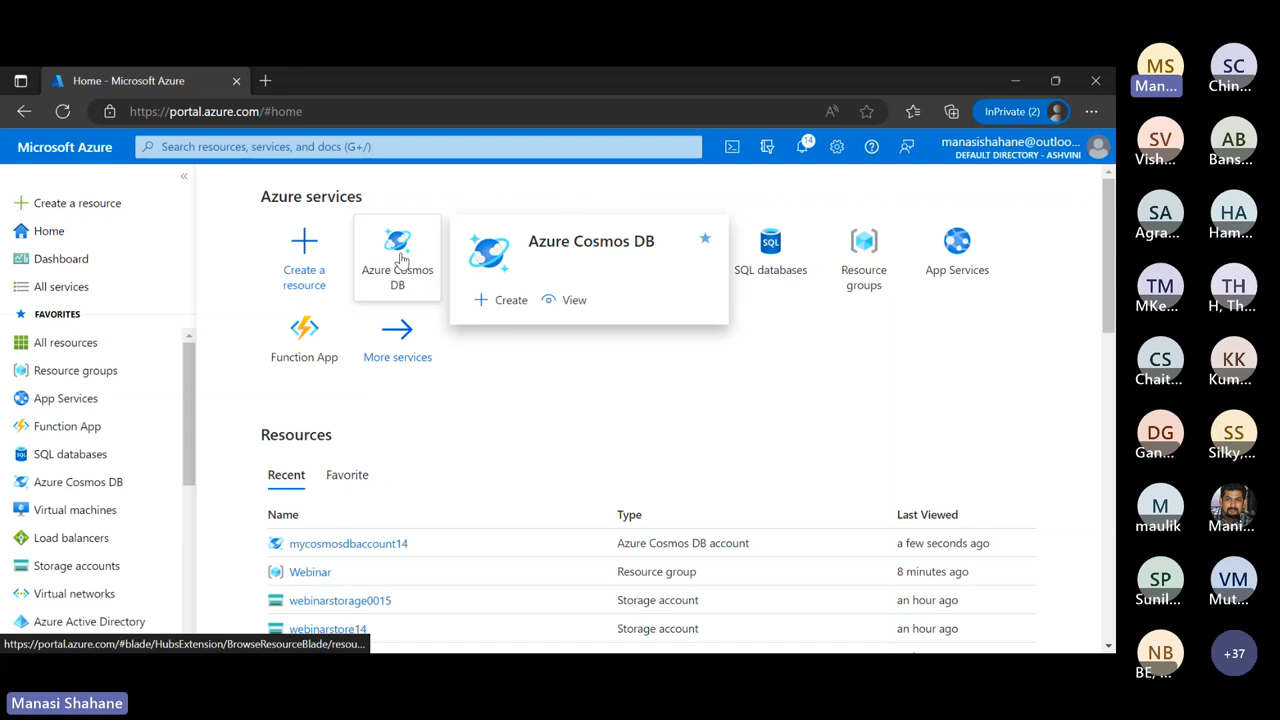 Home - Microsoft Azure
https://portal.azure.com/#home
InPrivate (2)
Microsoft Azure
Search resources, services, and docs (G+/)
14
manasishahane@outloo...
DEFAULT DIRECTORY - ASHVINI
Create a resource
Home
Dashboard
All services
FAVORITES
All resources
Resource groups
App Services
Function App
SQL databases
Azure Cosmos DB
Virtual machines
Load balancers
Storage accounts
Virtual networks
Azure Active Directory
https://portal.azure.com/#blade/HubsExtension/BrowseResourceBlade/resou...
Azure services
Create a
resource
Azure Cosmos
DB
Azure Cosmos DB
Create
View
SQL
SQL databases
Resource
groups
App Services
Function App
More services
Resources
Recent
Favorite
Name
Type
Last Viewed
mycosmosdbaccount14
Azure Cosmos DB account
a few seconds ago
Webinar
Resource group
8 minutes ago
webinarstorage0015
Storage account
an hour ago
webinarstore14
Storage account
an hour ago
MS
Man...
SC
Chin...
SV
Vish...
AB
Bans...
SA
Agra...
HA
Ham...
TM
MKe...
TH
H, Th...
CS
Chait...
KK
Kum...
DG
Gan...
SS
Silky,...
M
maulik
Mani...
SP
Sunil...
VM
Mut...
NB
BE, ...
+37
Manasi Shahane